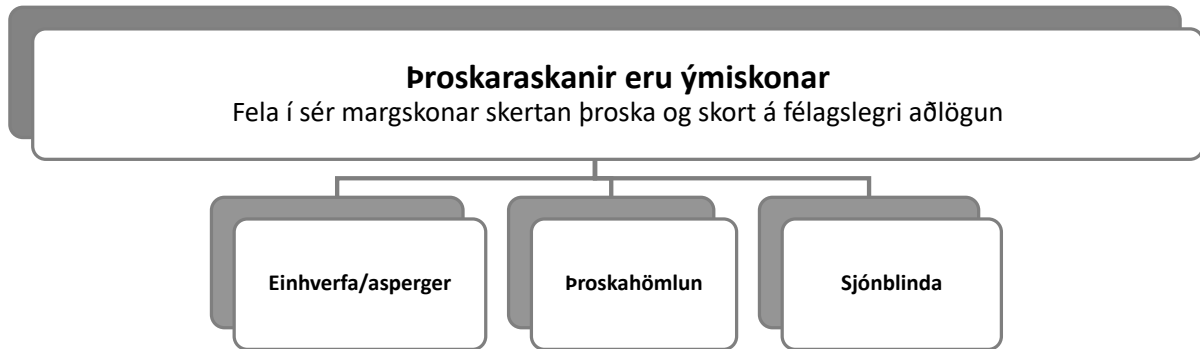 Þroskaraskanir eru ýmiskonar
Fela í sér margskonar skertan þroska og skort á félagslegri aðlögun
Einhverfa/asperger
Þroskahömlun
Sjónblinda